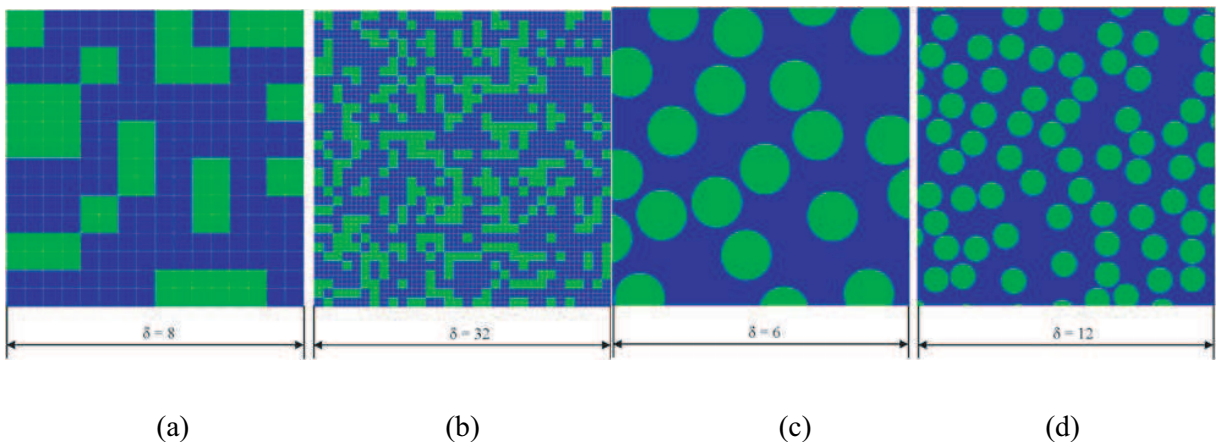 δ = 8
δ = 32
δ = 6
δ = 12
(a)
(b)
(c)
(d)